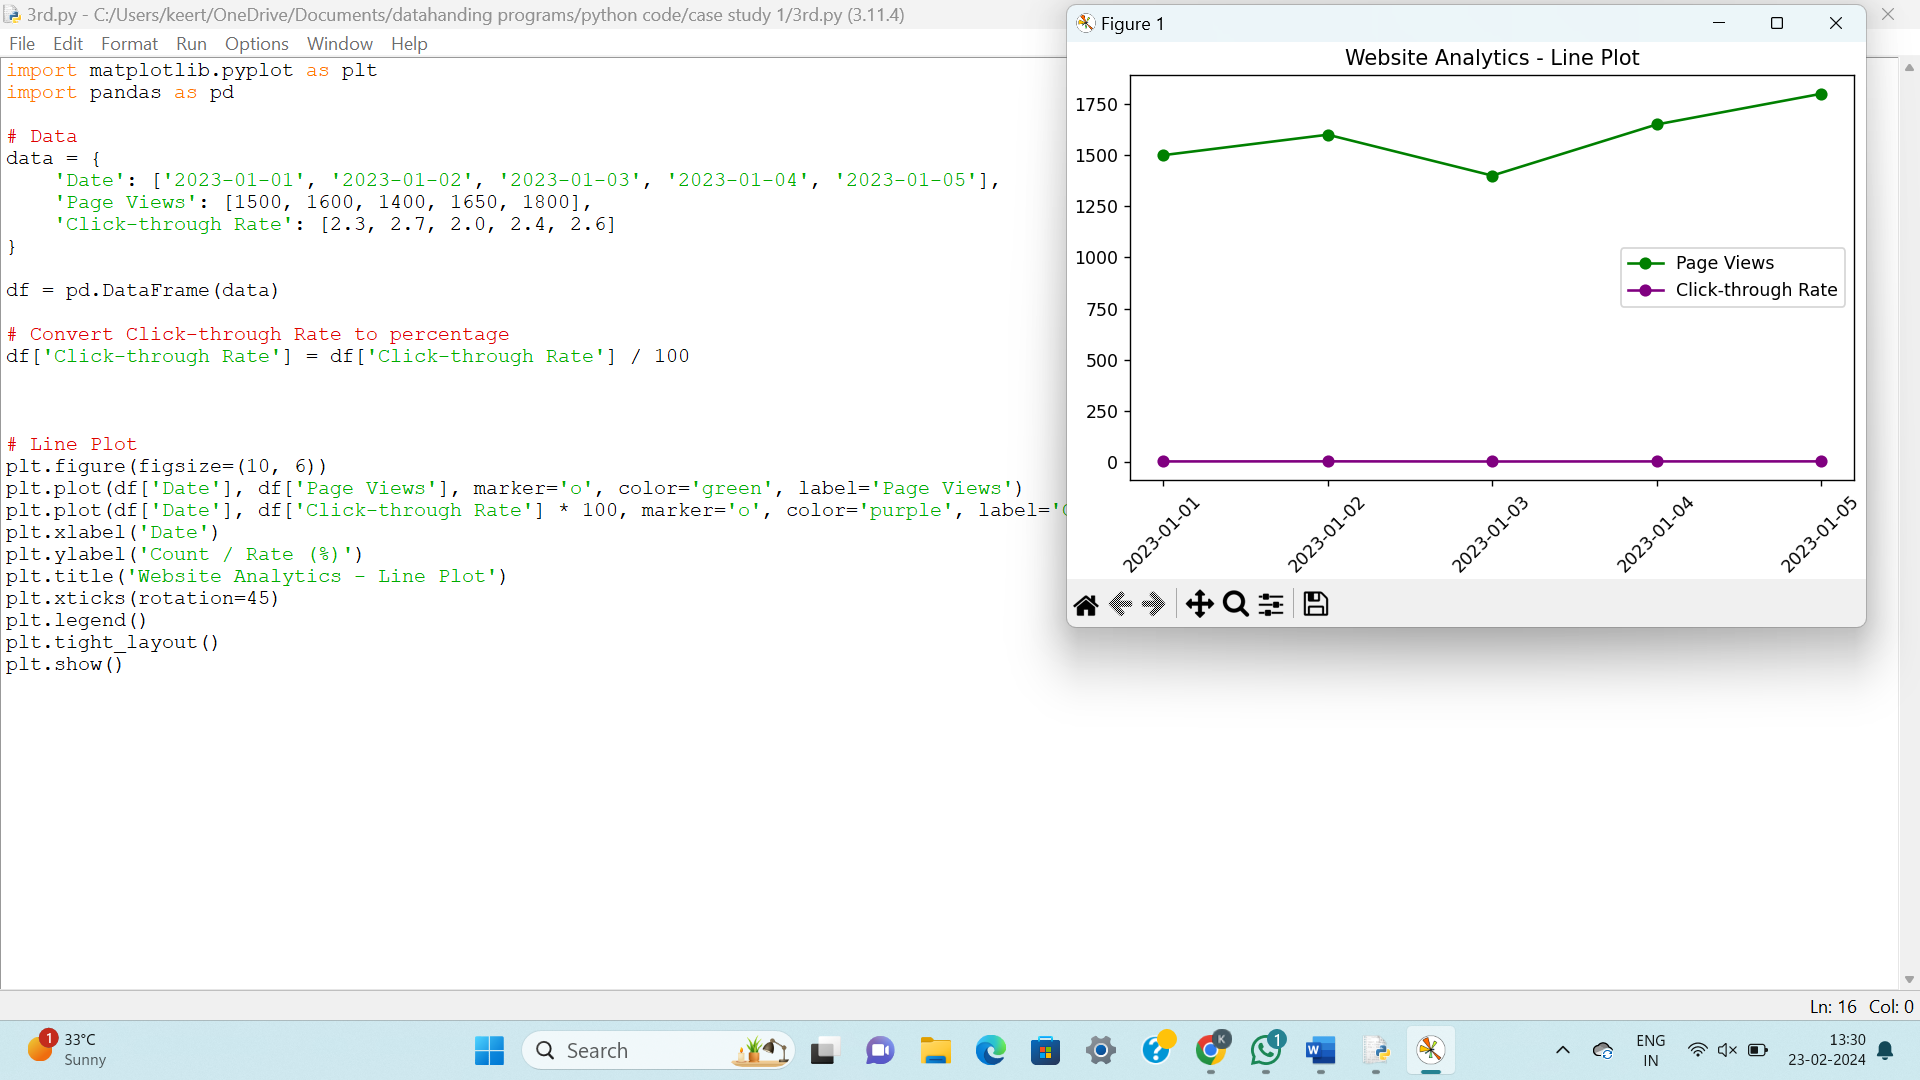 3rd.py - C:/Users/keert/OneDrive/Documents/datahanding programs/python code/case study 1/3rd.py (3.11.4)
File Edit Format Run Options Window Help
import matplotlib.pyplot as plt
import pandas as pd
# Data
data = {
    'Date': ['2023-01-01', '2023-01-02', '2023-01-03', '2023-01-04', '2023-01-05'],
    'Page Views': [1500, 1600, 1400, 1650, 1800],
    'Click-through Rate': [2.3, 2.7, 2.0, 2.4, 2.6]
}
df = pd.DataFrame(data)
# Convert Click-through Rate to percentage
df['Click-through Rate'] = df['Click-through Rate'] / 100
# Line Plot
plt.figure(figsize=(10, 6))
plt.plot(df['Date'], df['Page Views'], marker='o', color='green', label='Page Views')
plt.plot(df['Date'], df['Click-through Rate'] * 100, marker='o', color='purple', label='
plt.xlabel('Date')
plt.ylabel('Count / Rate (%)')
plt.title('Website Analytics - Line Plot')
plt.xticks(rotation=45)
plt.legend()
plt.tight_layout()
plt.show()
Figure 1
Website Analytics - Line Plot
1750
1500
1250
1000
750
500
250
0
Page Views
Click-through Rate
2023-01-01
2023-01-02
2023-01-03
2023-01-04
2023-01-05
Ln: 16 Col: 0
1
33°C
Sunny
Search
K
1
ENG
IN
13:30
23-02-2024